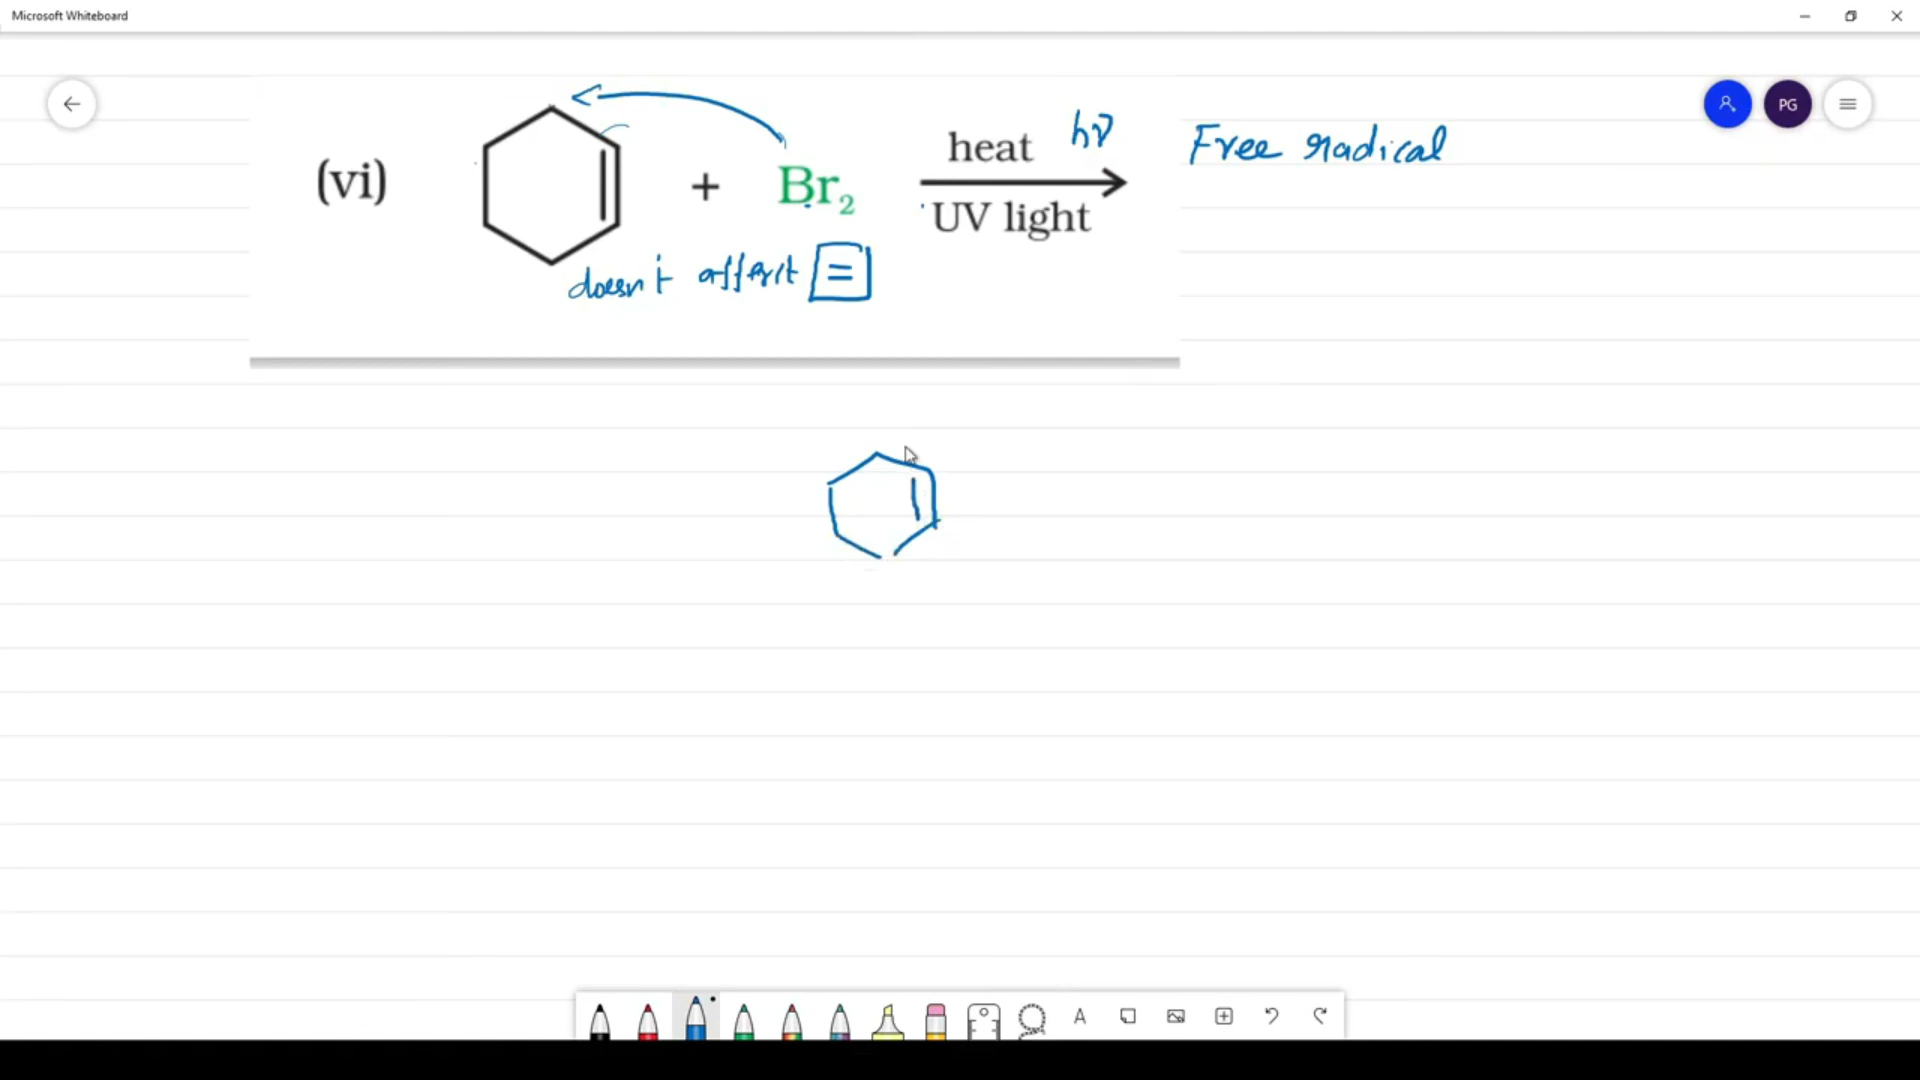 Microsoft Whiteboard
PG
(vi) + Br₂ heat hν UV light
Free radical
doesn't affect =
A